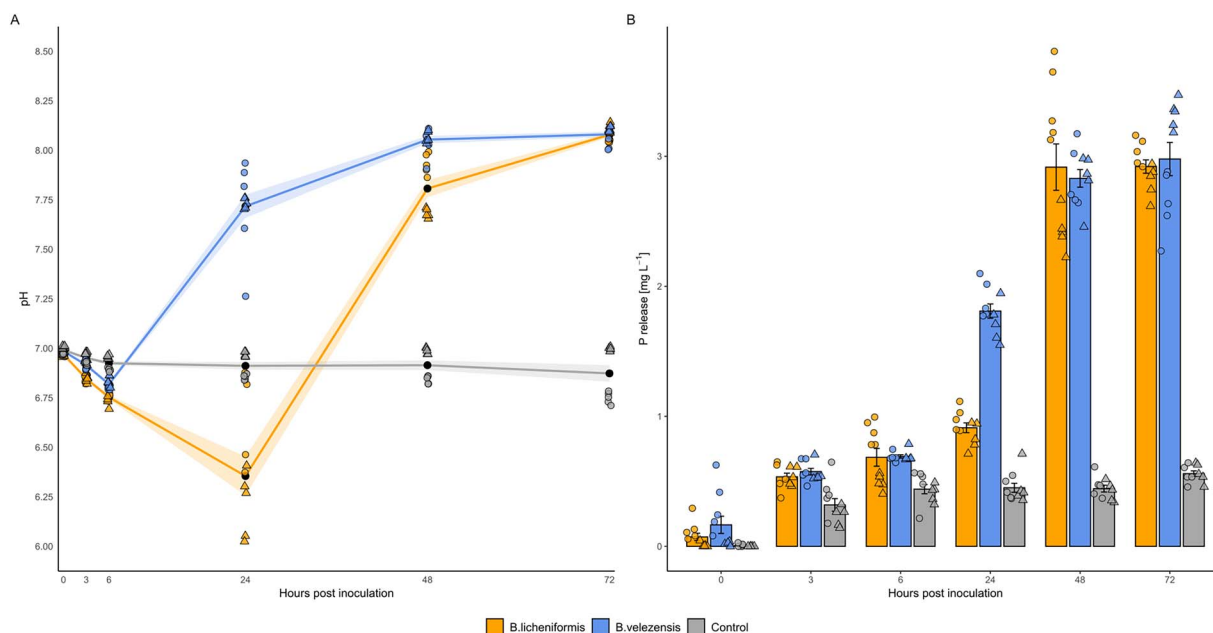 A
B
8.50
8.25
8.00
7.75
7.50
7.25
7.00
6.75
6.50
6.25
6.00
pH
0 3 6 24 48 72
Hours post inoculation
3
2
1
0
P release [mg L⁻¹]
0 3 6 24 48 72
Hours post inoculation
B.licheniformis B.velezensis Control